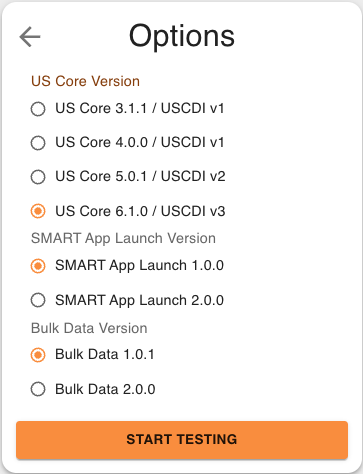 Options
US Core Version
US Core 3.1.1 / USCDI v1
US Core 4.0.0 / USCDI v1
US Core 5.0.1 / USCDI v2
US Core 6.1.0 / USCDI v3
SMART App Launch Version
SMART App Launch 1.0.0
SMART App Launch 2.0.0
Bulk Data Version
Bulk Data 1.0.1
Bulk Data 2.0.0
START TESTING